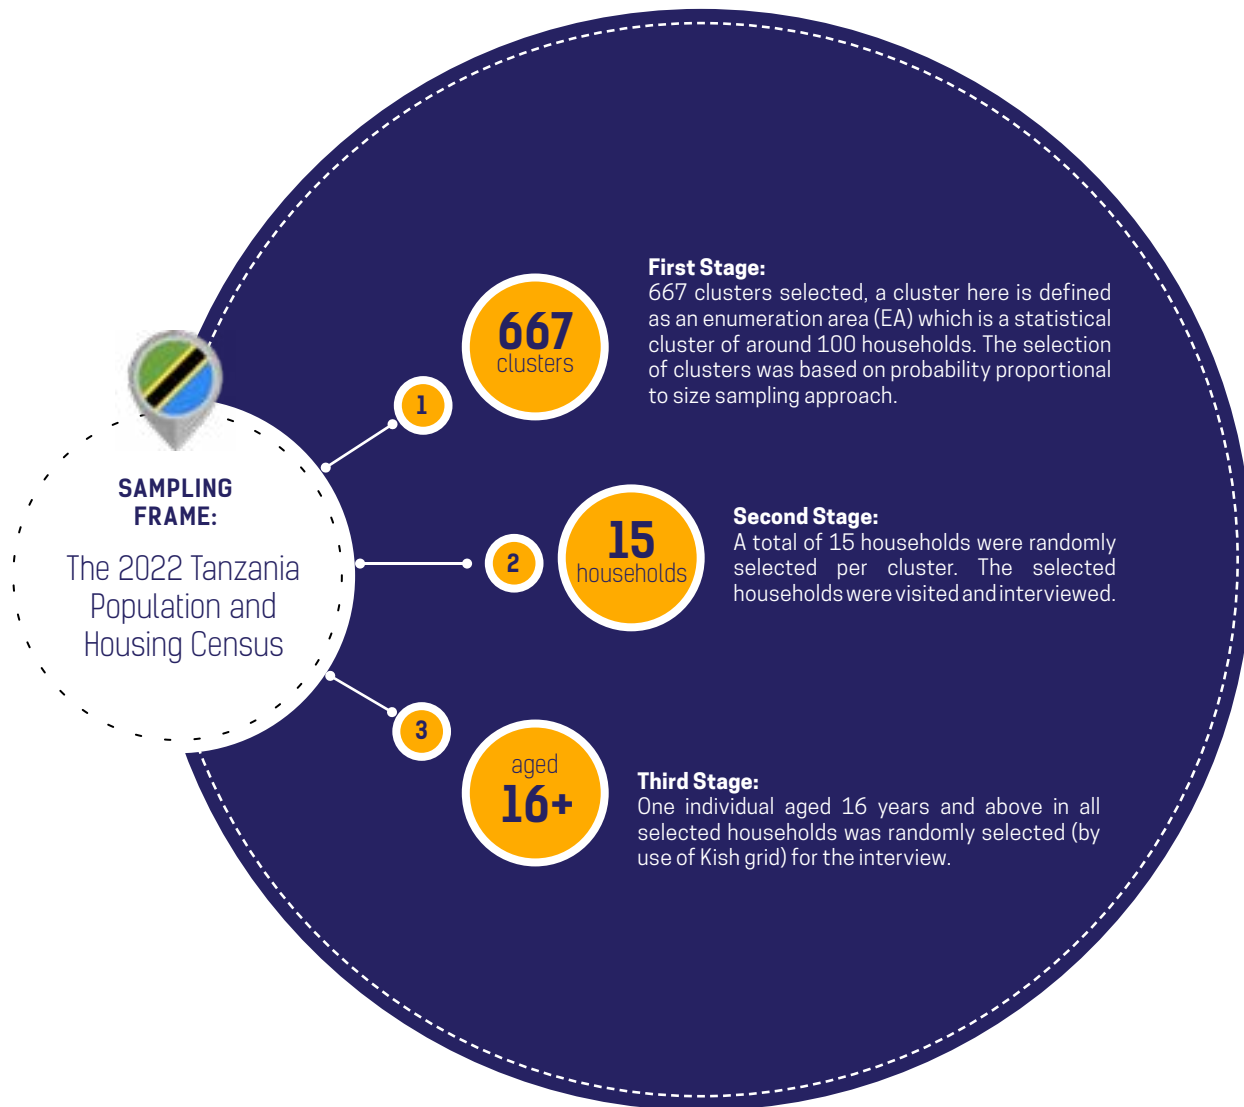 SAMPLING
FRAME:
The 2022 Tanzania
Population and
Housing Census
1
667
clusters
First Stage:
667 clusters selected, a cluster here is defined
as an enumeration area (EA) which is a statistical
cluster of around 100 households. The selection
of clusters was based on probability proportional
to size sampling approach.
2
15
households
Second Stage:
A total of 15 households were randomly
selected per cluster. The selected
households were visited and interviewed.
3
aged
16+
Third Stage:
One individual aged 16 years and above in all
selected households was randomly selected (by
use of Kish grid) for the interview.